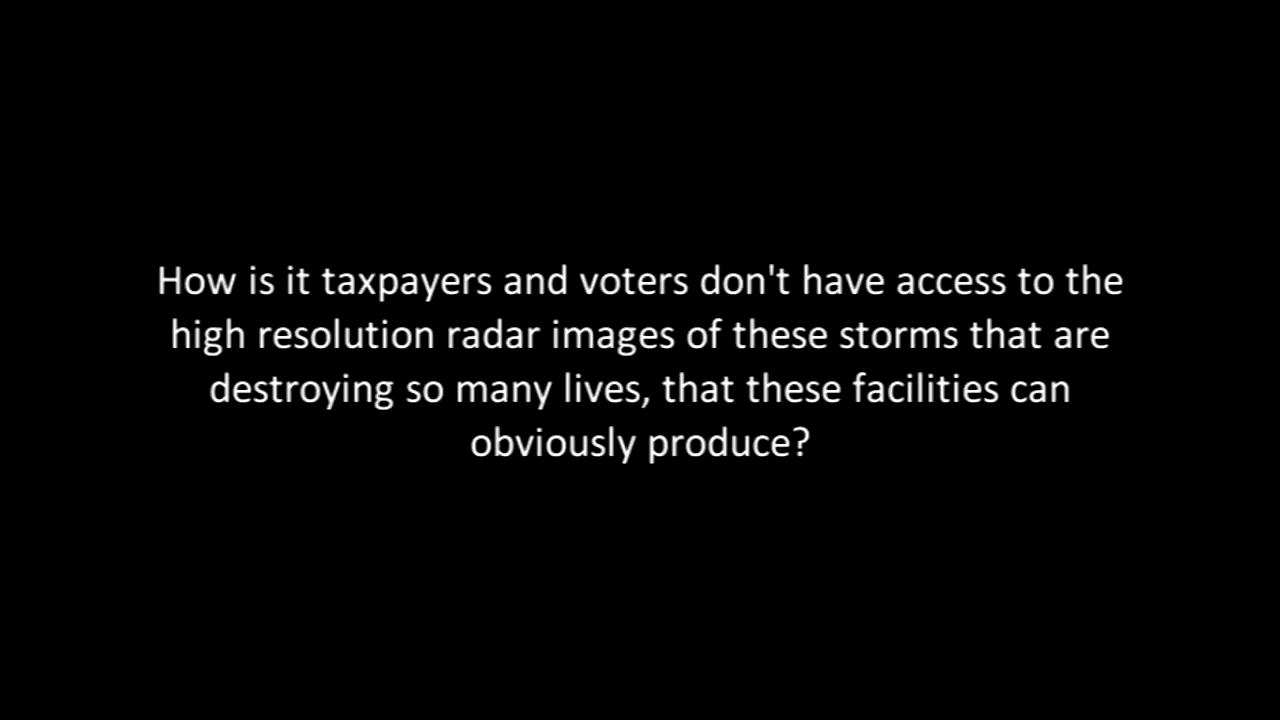 How is it taxpayers and voters don't have access to the
high resolution radar images of these storms that are
destroying so many lives, that these facilities can
obviously produce?